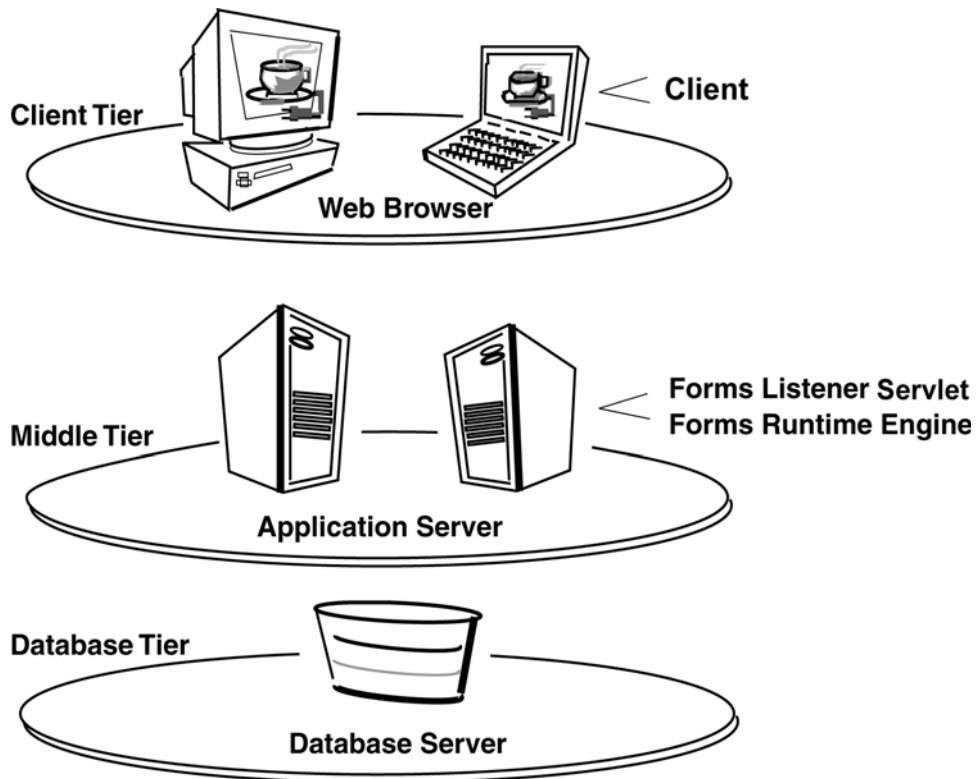 Client
Client Tier
Web Browser
Forms Listener Servlet
Forms Runtime Engine
Middle Tier
Application Server
Database Tier
Database Server